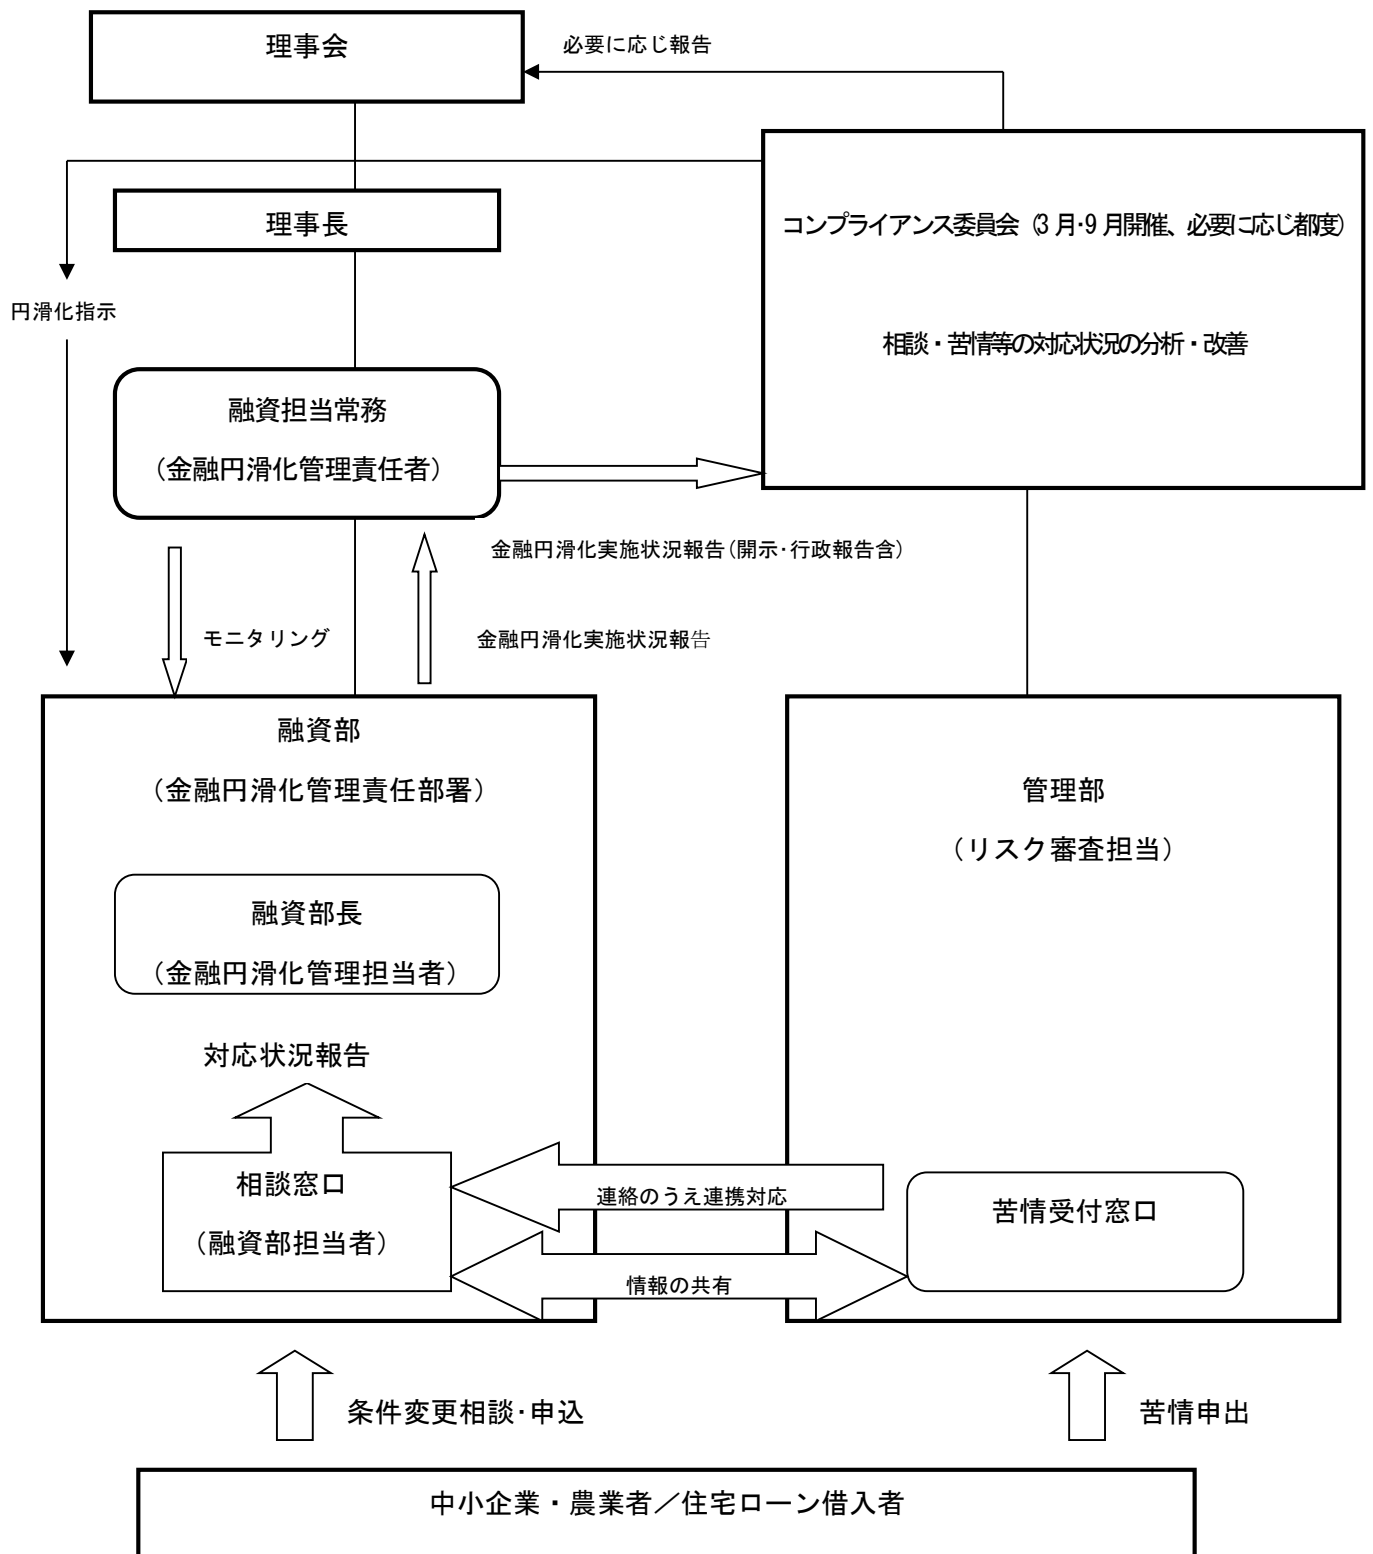 理事会
必要に応じ報告
理事長
コンプライアンス委員会（3 月･9 月開催、必要に応じ都度）
円滑化指示
相談・苦情等の対応状況の分析・改善
融資担当常務
（金融円滑化管理責任者）
金融円滑化実施状況報告（開示･行政報告含）
モニタリング
金融円滑化実施状況報告
融資部
（金融円滑化管理責任部署）
管理部
（リスク審査担当）
融資部長
（金融円滑化管理担当者）
対応状況報告
相談窓口
（融資部担当者）
連絡のうえ連携対応
苦情受付窓口
情報の共有
条件変更相談･申込
苦情申出
中小企業・農業者／住宅ローン借入者